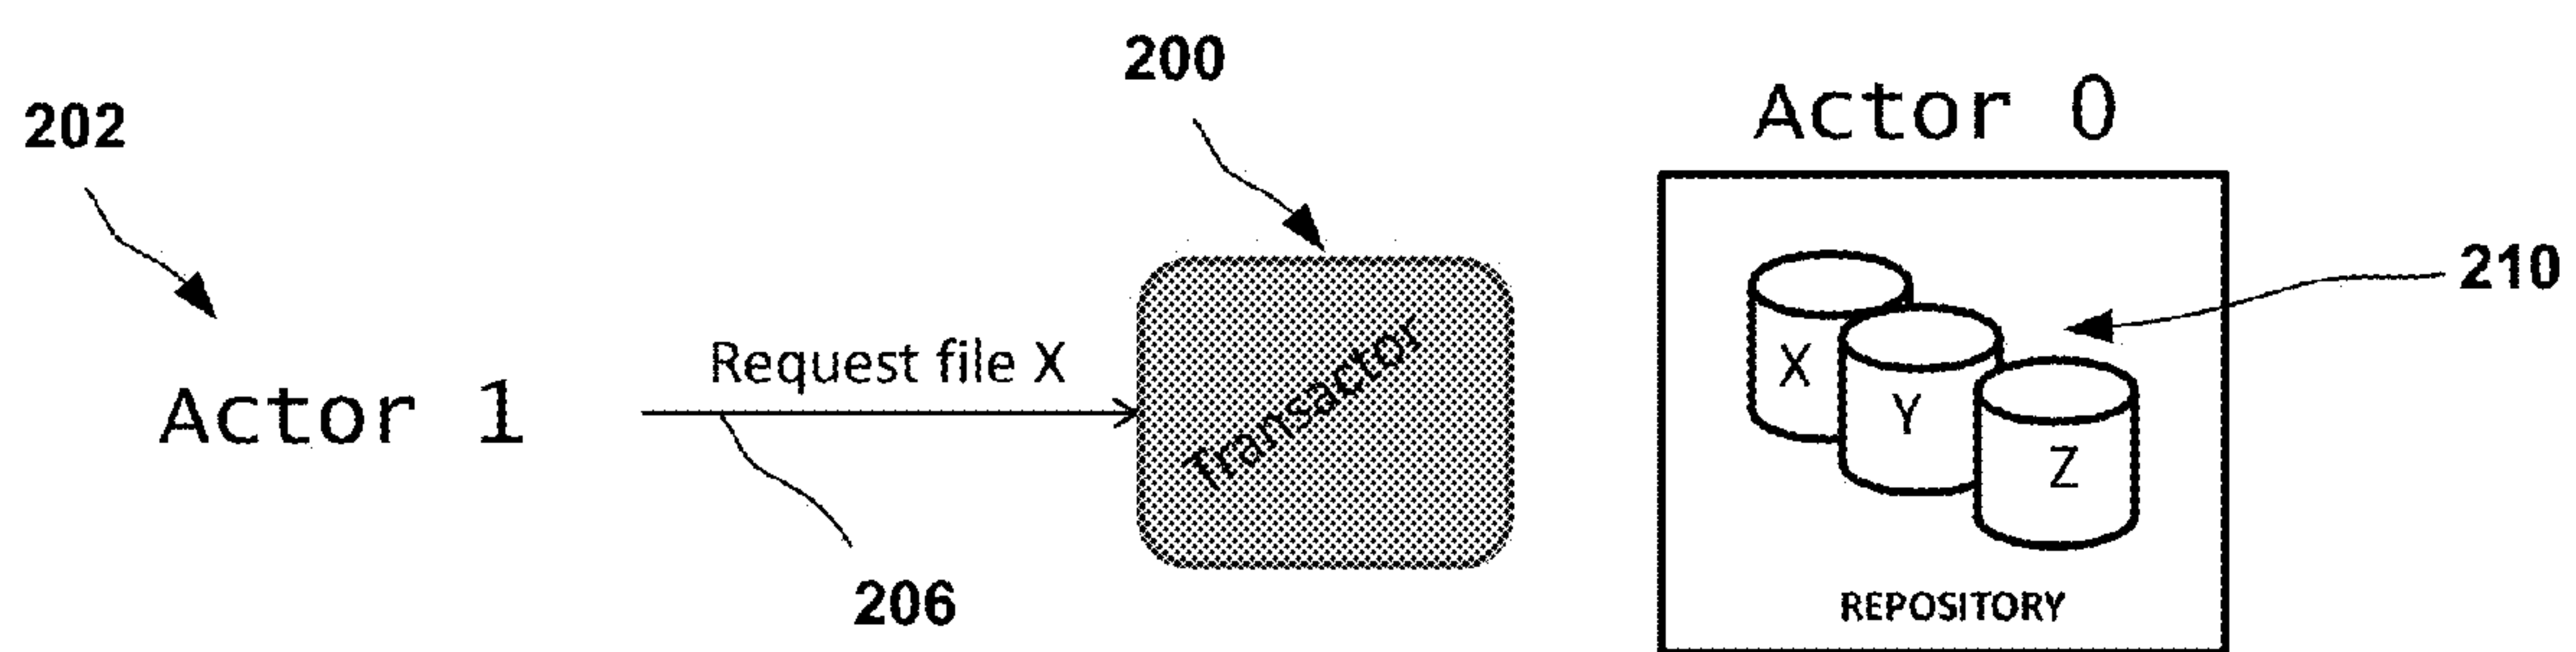 200
202
Actor 0
210
Request file X
Transactor
X
Actor 1
Y
Z
206
REPOSITORY